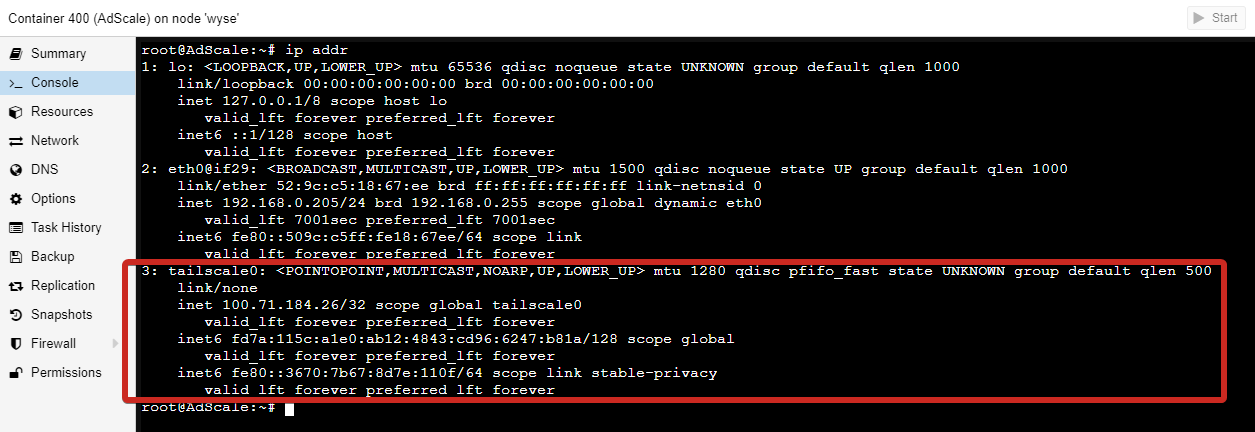 Container 400 (AdScale) on node 'wyse'
Start
Summary
Console
Resources
Network
DNS
Options
Task History
Backup
Replication
Snapshots
Firewall
Permissions
root@AdScale:~# ip addr
1: lo: <LOOPBACK,UP,LOWER_UP> mtu 65536 qdisc noqueue state UNKNOWN group default qlen 1000
    link/loopback 00:00:00:00:00:00 brd 00:00:00:00:00:00
    inet 127.0.0.1/8 scope host lo
       valid_lft forever preferred_lft forever
    inet6 ::1/128 scope host
       valid_lft forever preferred_lft forever
2: eth0@if29: <BROADCAST,MULTICAST,UP,LOWER_UP> mtu 1500 qdisc noqueue state UP group default qlen 1000
    link/ether 52:9c:c5:18:67:ee brd ff:ff:ff:ff:ff:ff link-netnsid 0
    inet 192.168.0.205/24 brd 192.168.0.255 scope global dynamic eth0
       valid_lft 7001sec preferred_lft 7001sec
    inet6 fe80::509c:c5ff:fe18:67ee/64 scope link
       valid_lft forever preferred_lft forever
3: tailscale0: <POINTOPOINT,MULTICAST,NOARP,UP,LOWER_UP> mtu 1280 qdisc pfifo_fast state UNKNOWN group default qlen 500
    link/none
    inet 100.71.184.26/32 scope global tailscale0
       valid_lft forever preferred_lft forever
    inet6 fd7a:115c:a1e0:ab12:4843:cd96:6247:b81a/128 scope global
       valid_lft forever preferred_lft forever
    inet6 fe80::3670:7b67:8d7e:110f/64 scope link stable-privacy
       valid_lft forever preferred_lft forever
root@AdScale:~#